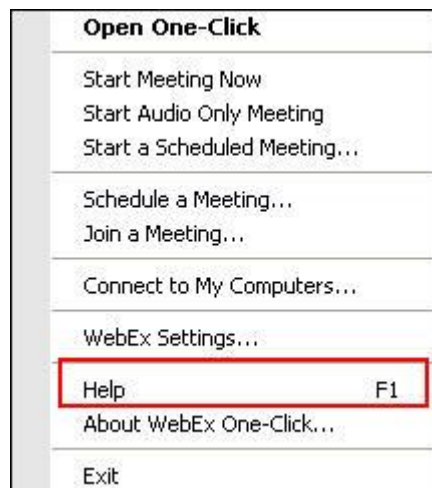 Open One-Click
Start Meeting Now
Start Audio Only Meeting
Start a Scheduled Meeting...
Schedule a Meeting...
Join a Meeting...
Connect to My Computers...
WebEx Settings...
Help F1
About WebEx One-Click...
Exit